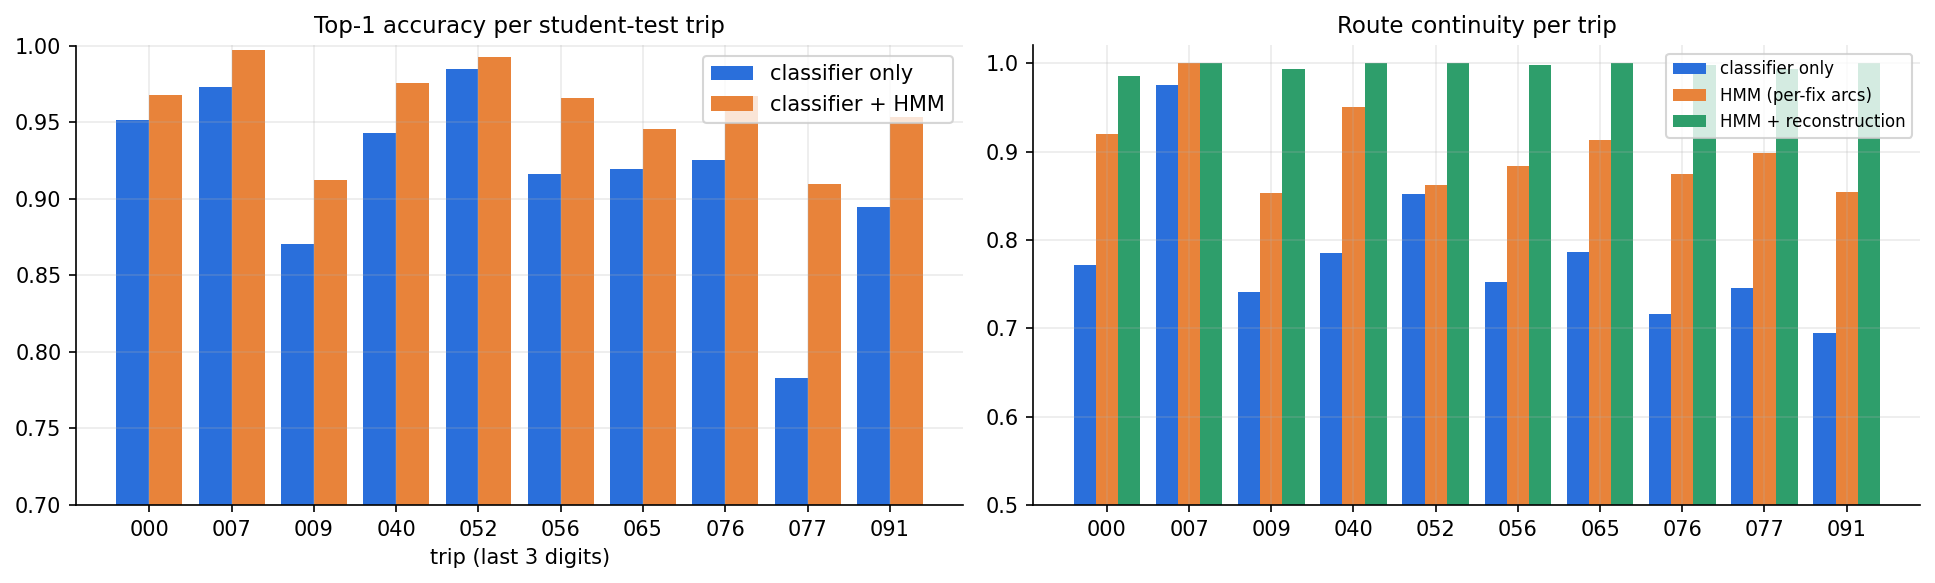 Top-1 accuracy per student-test trip
1.00
0.95
0.90
0.85
0.80
0.75
0.70
classifier only
classifier + HMM
000 007 009 040 052 056 065 076 077 091
trip (last 3 digits)
Route continuity per trip
1.0
0.9
0.8
0.7
0.6
0.5
classifier only
HMM (per-fix arcs)
HMM + reconstruction
000 007 009 040 052 056 065 076 077 091